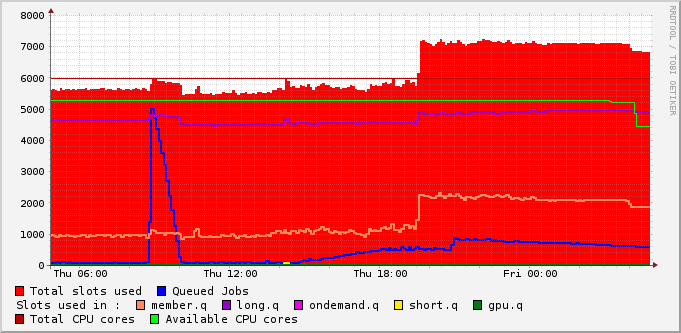 8000
7000
6000
5000
4000
3000
2000
1000
0
Thu 06:00 Thu 12:00 Thu 18:00 Fri 00:00
RRDTOOL / TOBI OETIKER
Total slots used Queued Jobs
Slots used in : member.q long.q ondemand.q short.q gpu.q
Total CPU cores Available CPU cores